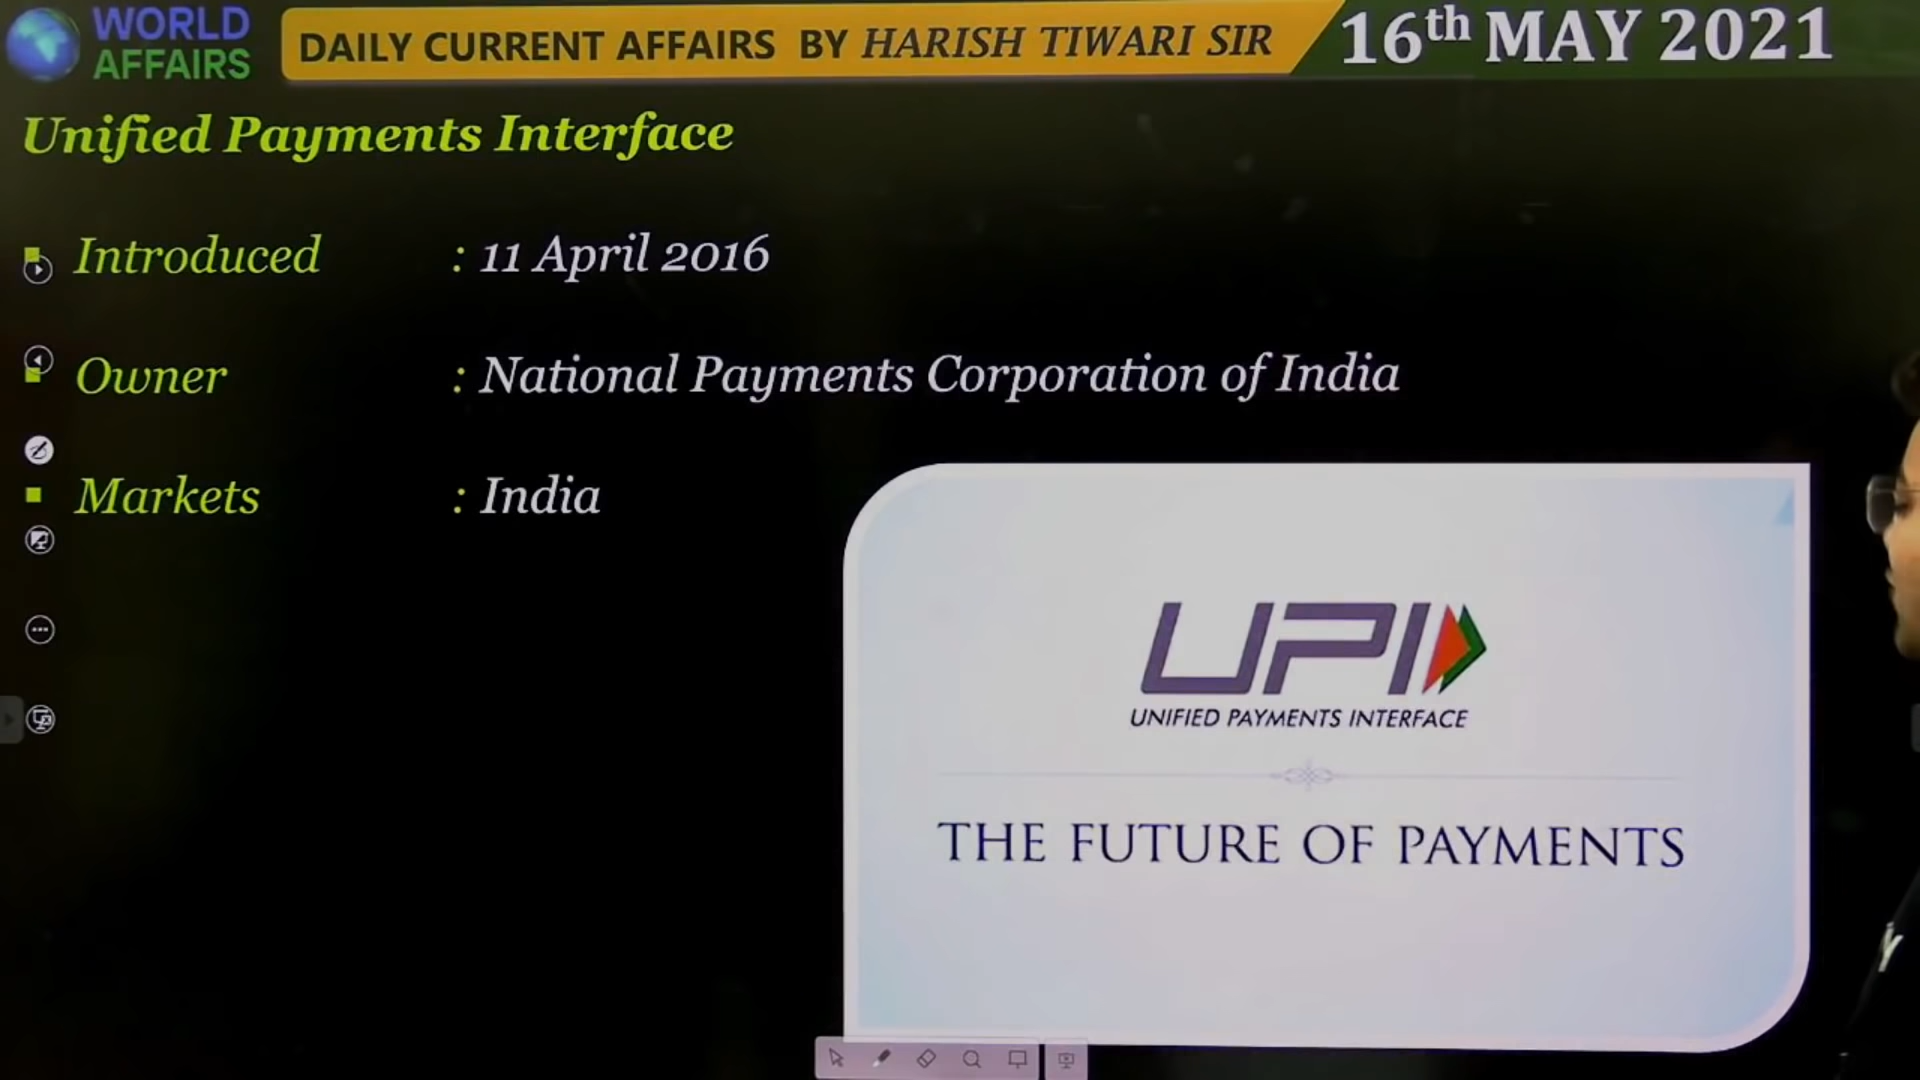 WORLD
AFFAIRS
DAILY CURRENT AFFAIRS BY HARISH TIWARI SIR
16th MAY 2021
Unified Payments Interface
Introduced : 11 April 2016
Owner : National Payments Corporation of India
Markets : India
UPI
UNIFIED PAYMENTS INTERFACE
THE FUTURE OF PAYMENTS